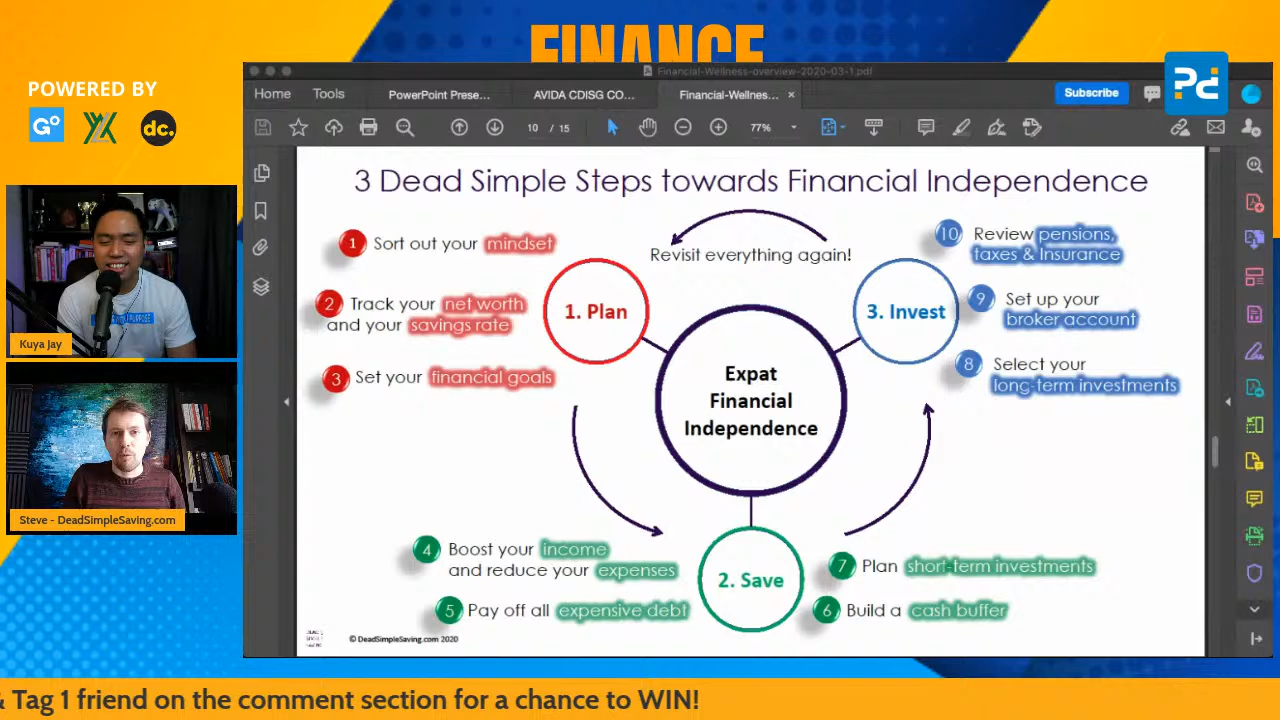 FINANCE
POWERED BY
GO
YX
dc.
Financial-Wellness-overview-2020-03-1.pdf
Home
Tools
PowerPoint Prese...
AVIDA CDISG CO...
Financial-Wellnes...
×
Subscribe
10 / 15
77%
3 Dead Simple Steps towards Financial Independence
1 Sort out your mindset
2 Track your net worth
and your savings rate
3 Set your financial goals
1. Plan
Revisit everything again!
3. Invest
10 Review pensions,
taxes & Insurance
9 Set up your
broker account
8 Select your
long-term investments
Expat
Financial
Independence
4 Boost your income
and reduce your expenses
5 Pay off all expensive debt
2. Save
7 Plan short-term investments
6 Build a cash buffer
© DeadSimpleSaving.com 2020
Kuya Jay
Steve - DeadSimpleSaving.com
Tag 1 friend on the comment section for a chance to WIN!